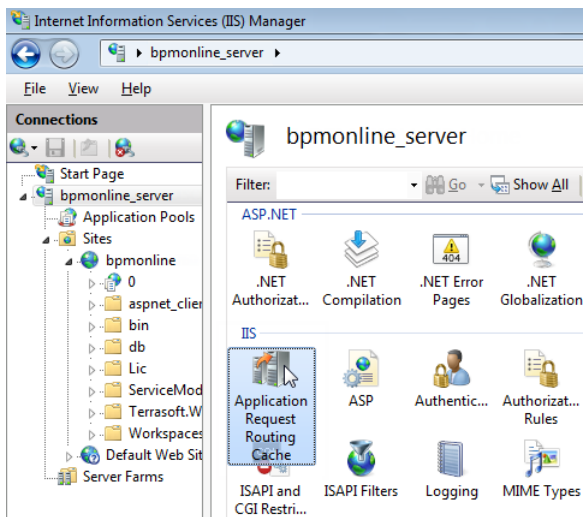 Internet Information Services (IIS) Manager
bpmonline_server
File View Help
Connections
Start Page
bpmonline_server
Application Pools
Sites
bpmonline
0
aspnet_clier
bin
db
Lic
ServiceMod
Terrasoft.W
Workspaces
Default Web Sit
Server Farms
bpmonline_server
Filter: Go Show All
ASP.NET
.NET Authorizat...
.NET Compilation
404
.NET Error Pages
.NET Globalization
IIS
Application Request Routing Cache
ASP
Authentic...
Authorizat... Rules
ISAPI and CGI Restri...
ISAPI Filters
Logging
MIME Types